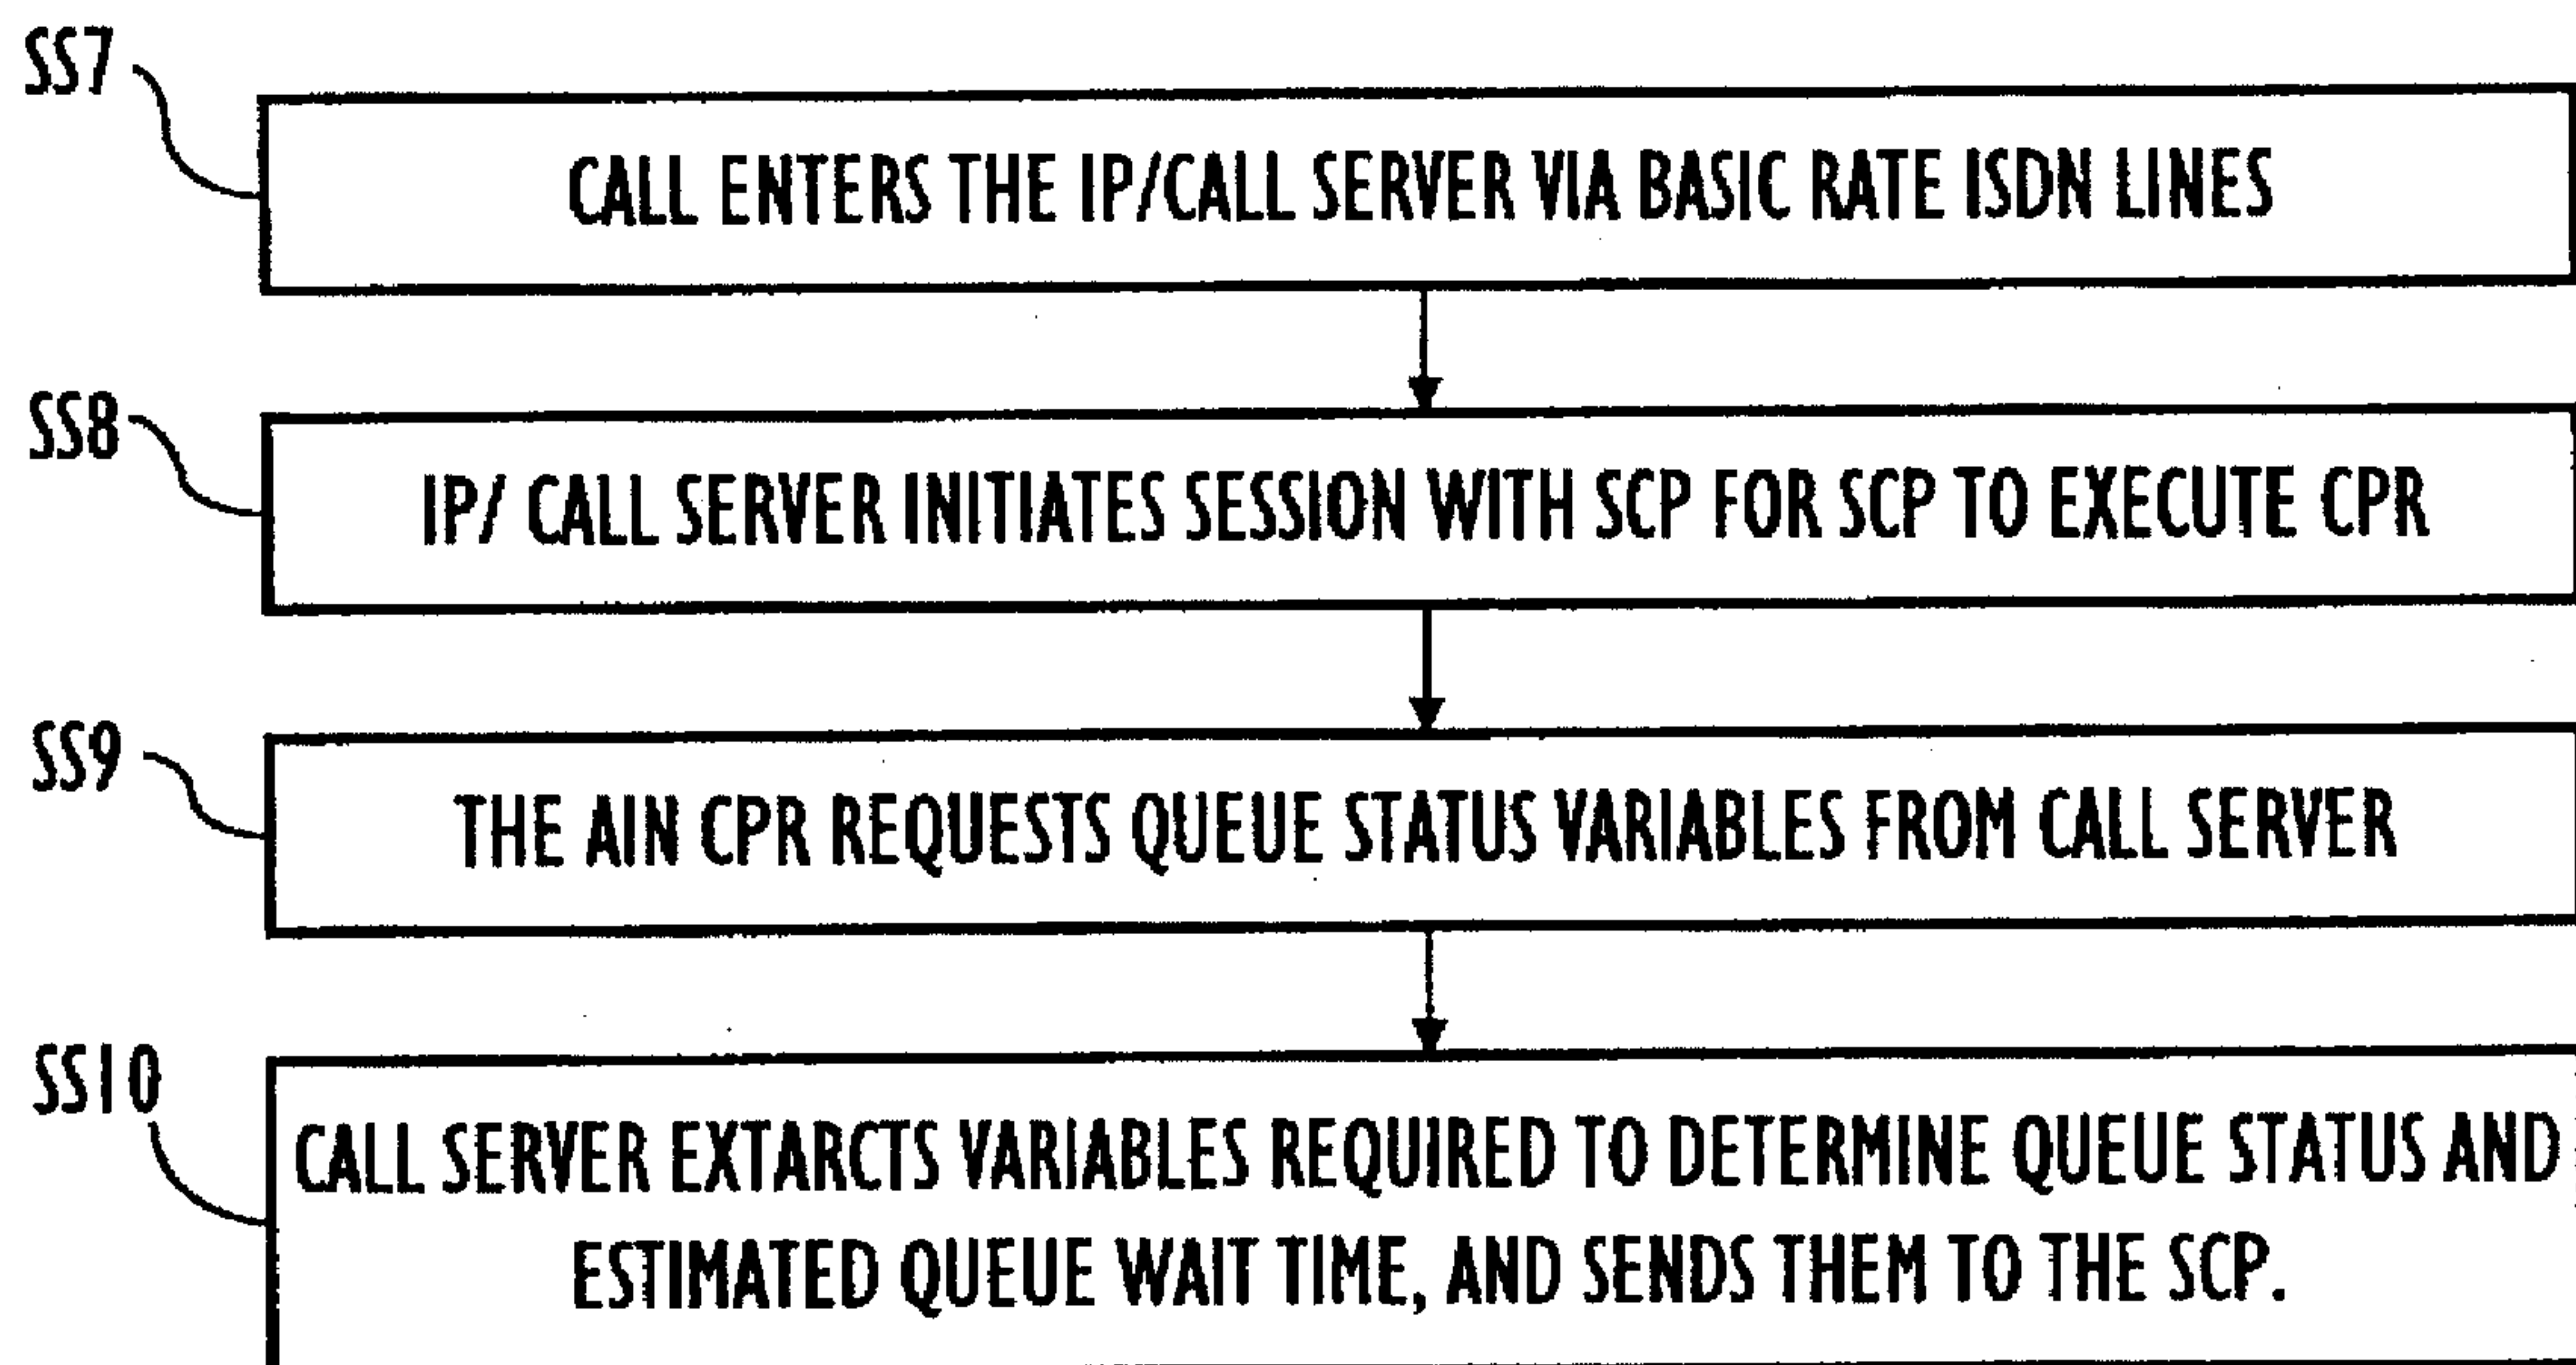 SS7
CALL ENTERS THE IP/CALL SERVER VIA BASIC RATE ISDN LINES
SS8
IP/ CALL SERVER INITIATES SESSION WITH SCP FOR SCP TO EXECUTE CPR
SS9
THE AIN CPR REQUESTS QUEUE STATUS VARIABLES FROM CALL SERVER
SS10
CALL SERVER EXTARCTS VARIABLES REQUIRED TO DETERMINE QUEUE STATUS AND
ESTIMATED QUEUE WAIT TIME, AND SENDS THEM TO THE SCP.